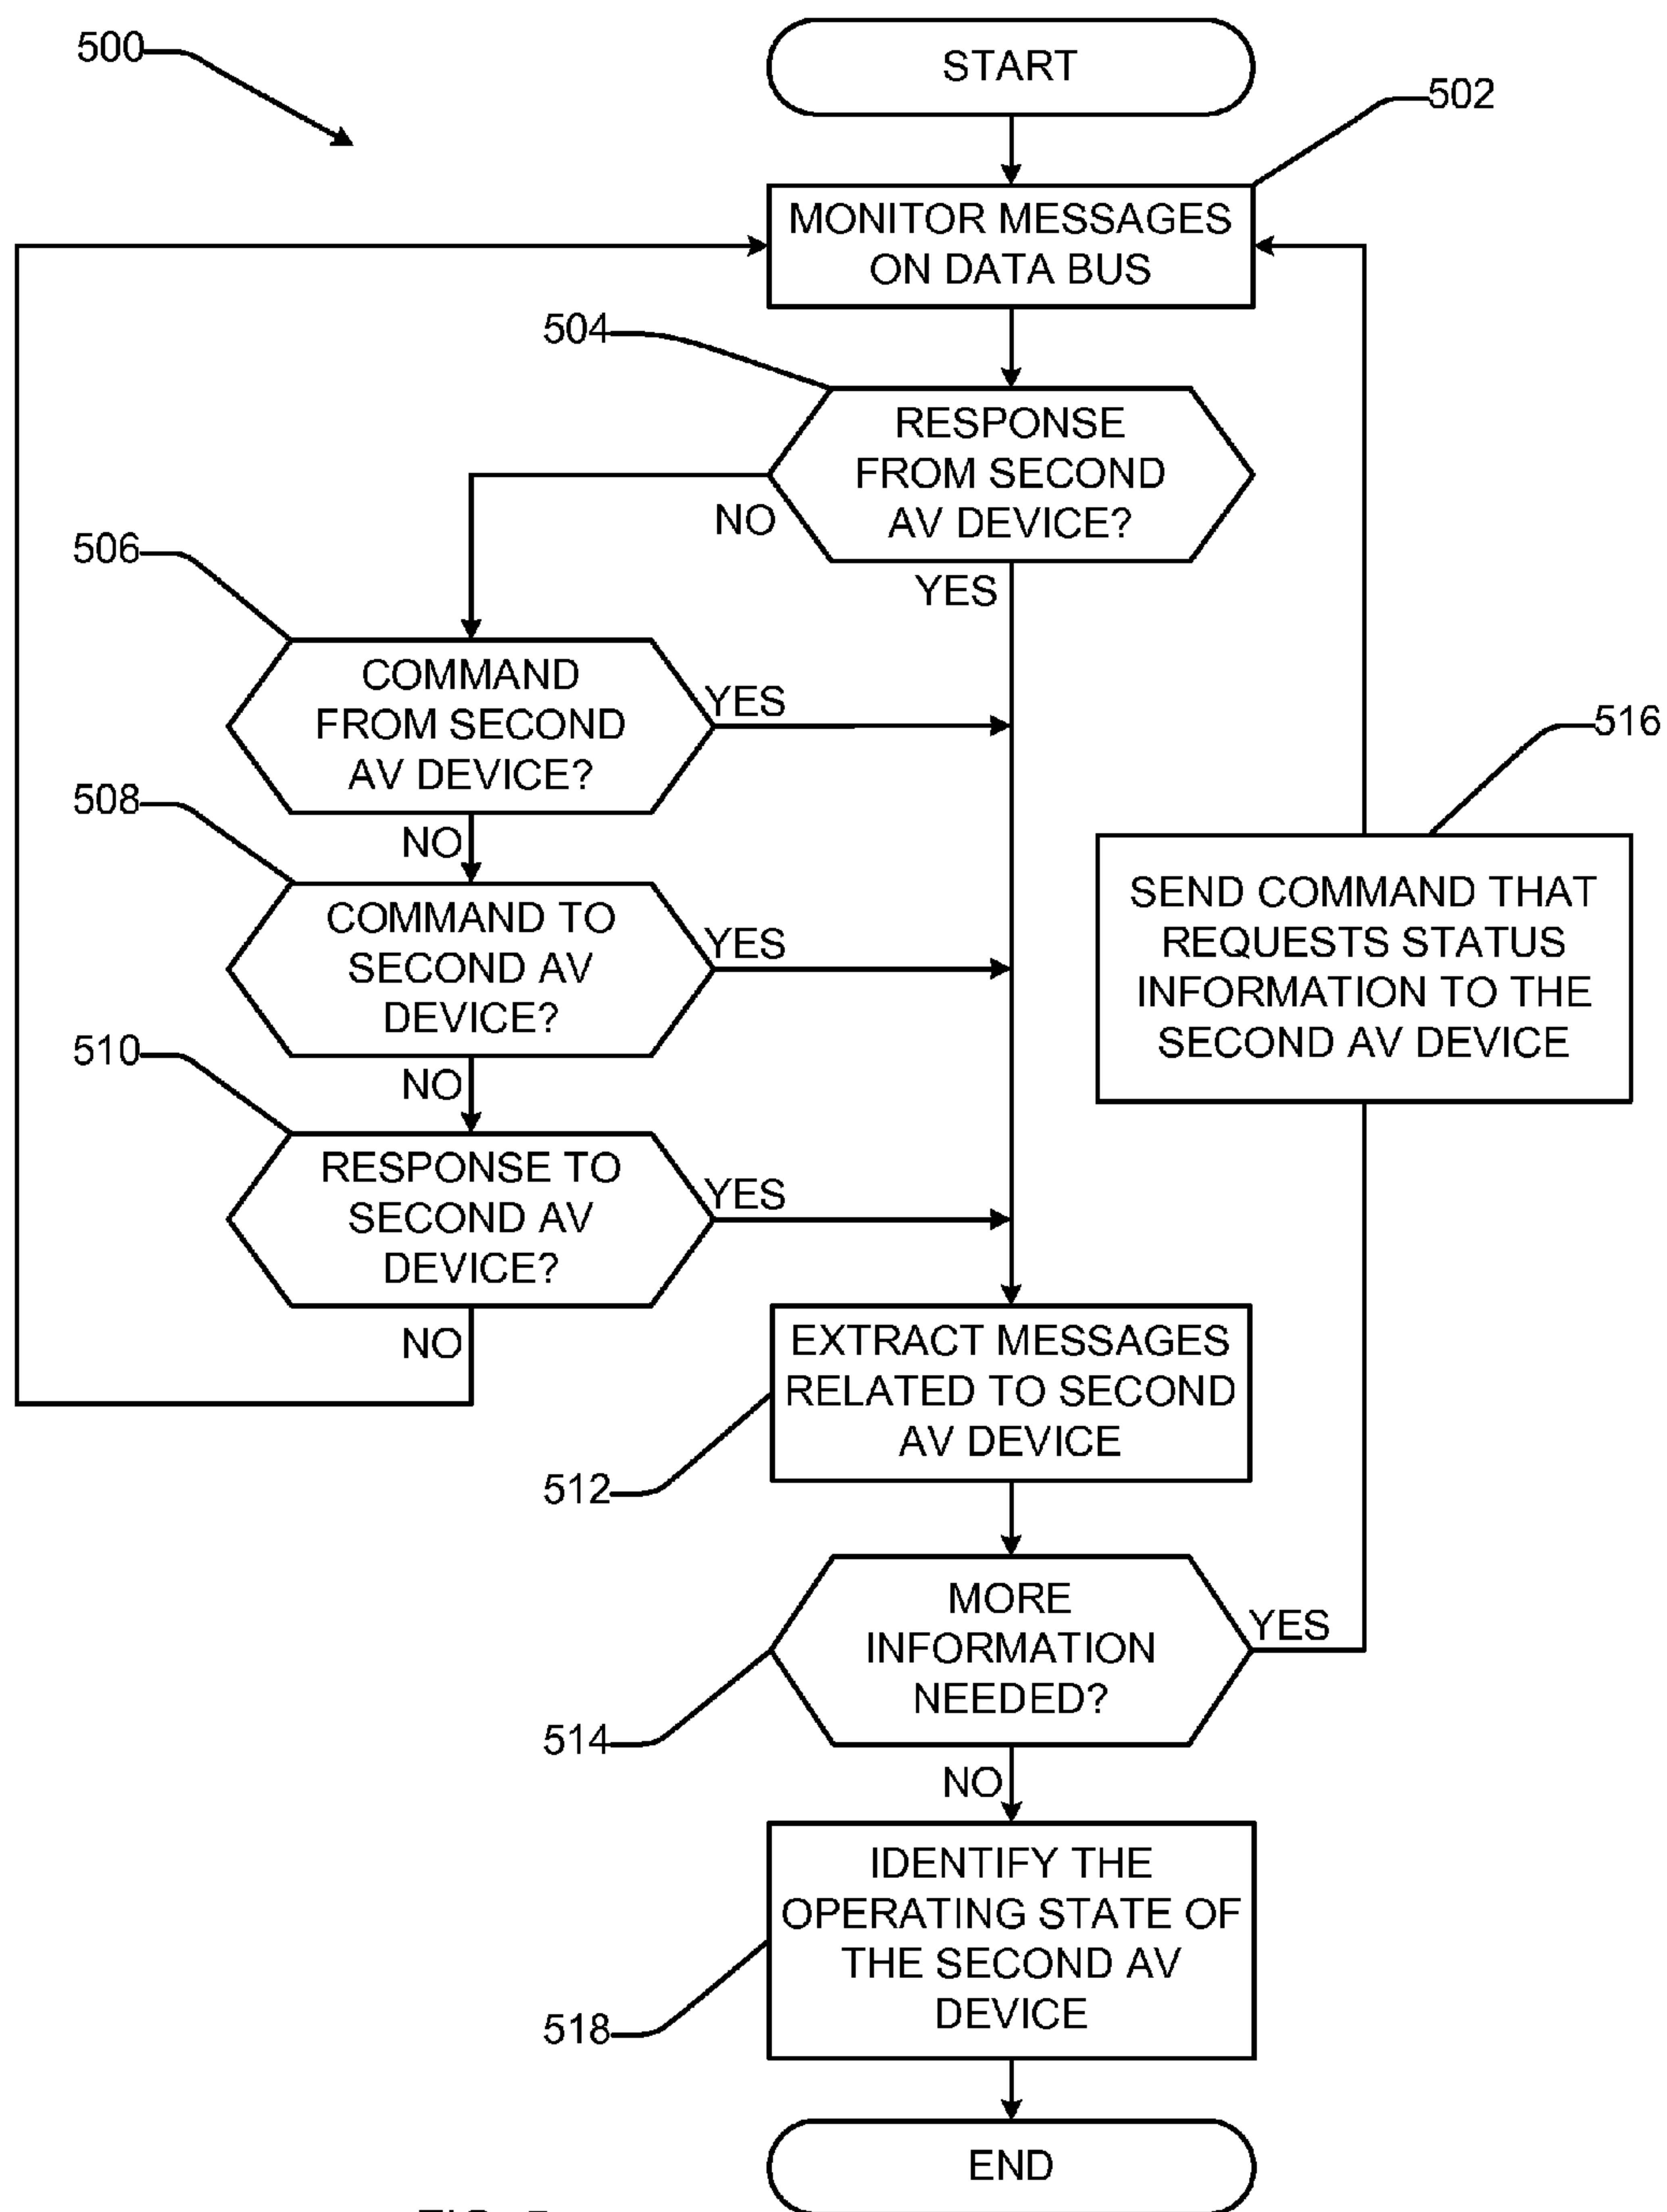 500
START
502
MONITOR MESSAGES
ON DATA BUS
504
RESPONSE
FROM SECOND
AV DEVICE?
NO
YES
506
COMMAND
FROM SECOND
AV DEVICE?
YES
NO
516
SEND COMMAND THAT
REQUESTS STATUS
INFORMATION TO THE
SECOND AV DEVICE
508
COMMAND TO
SECOND AV
DEVICE?
YES
NO
510
RESPONSE TO
SECOND AV
DEVICE?
YES
NO
EXTRACT MESSAGES
RELATED TO SECOND
AV DEVICE
512
MORE
INFORMATION
NEEDED?
YES
514
NO
IDENTIFY THE
OPERATING STATE OF
THE SECOND AV
DEVICE
518
END